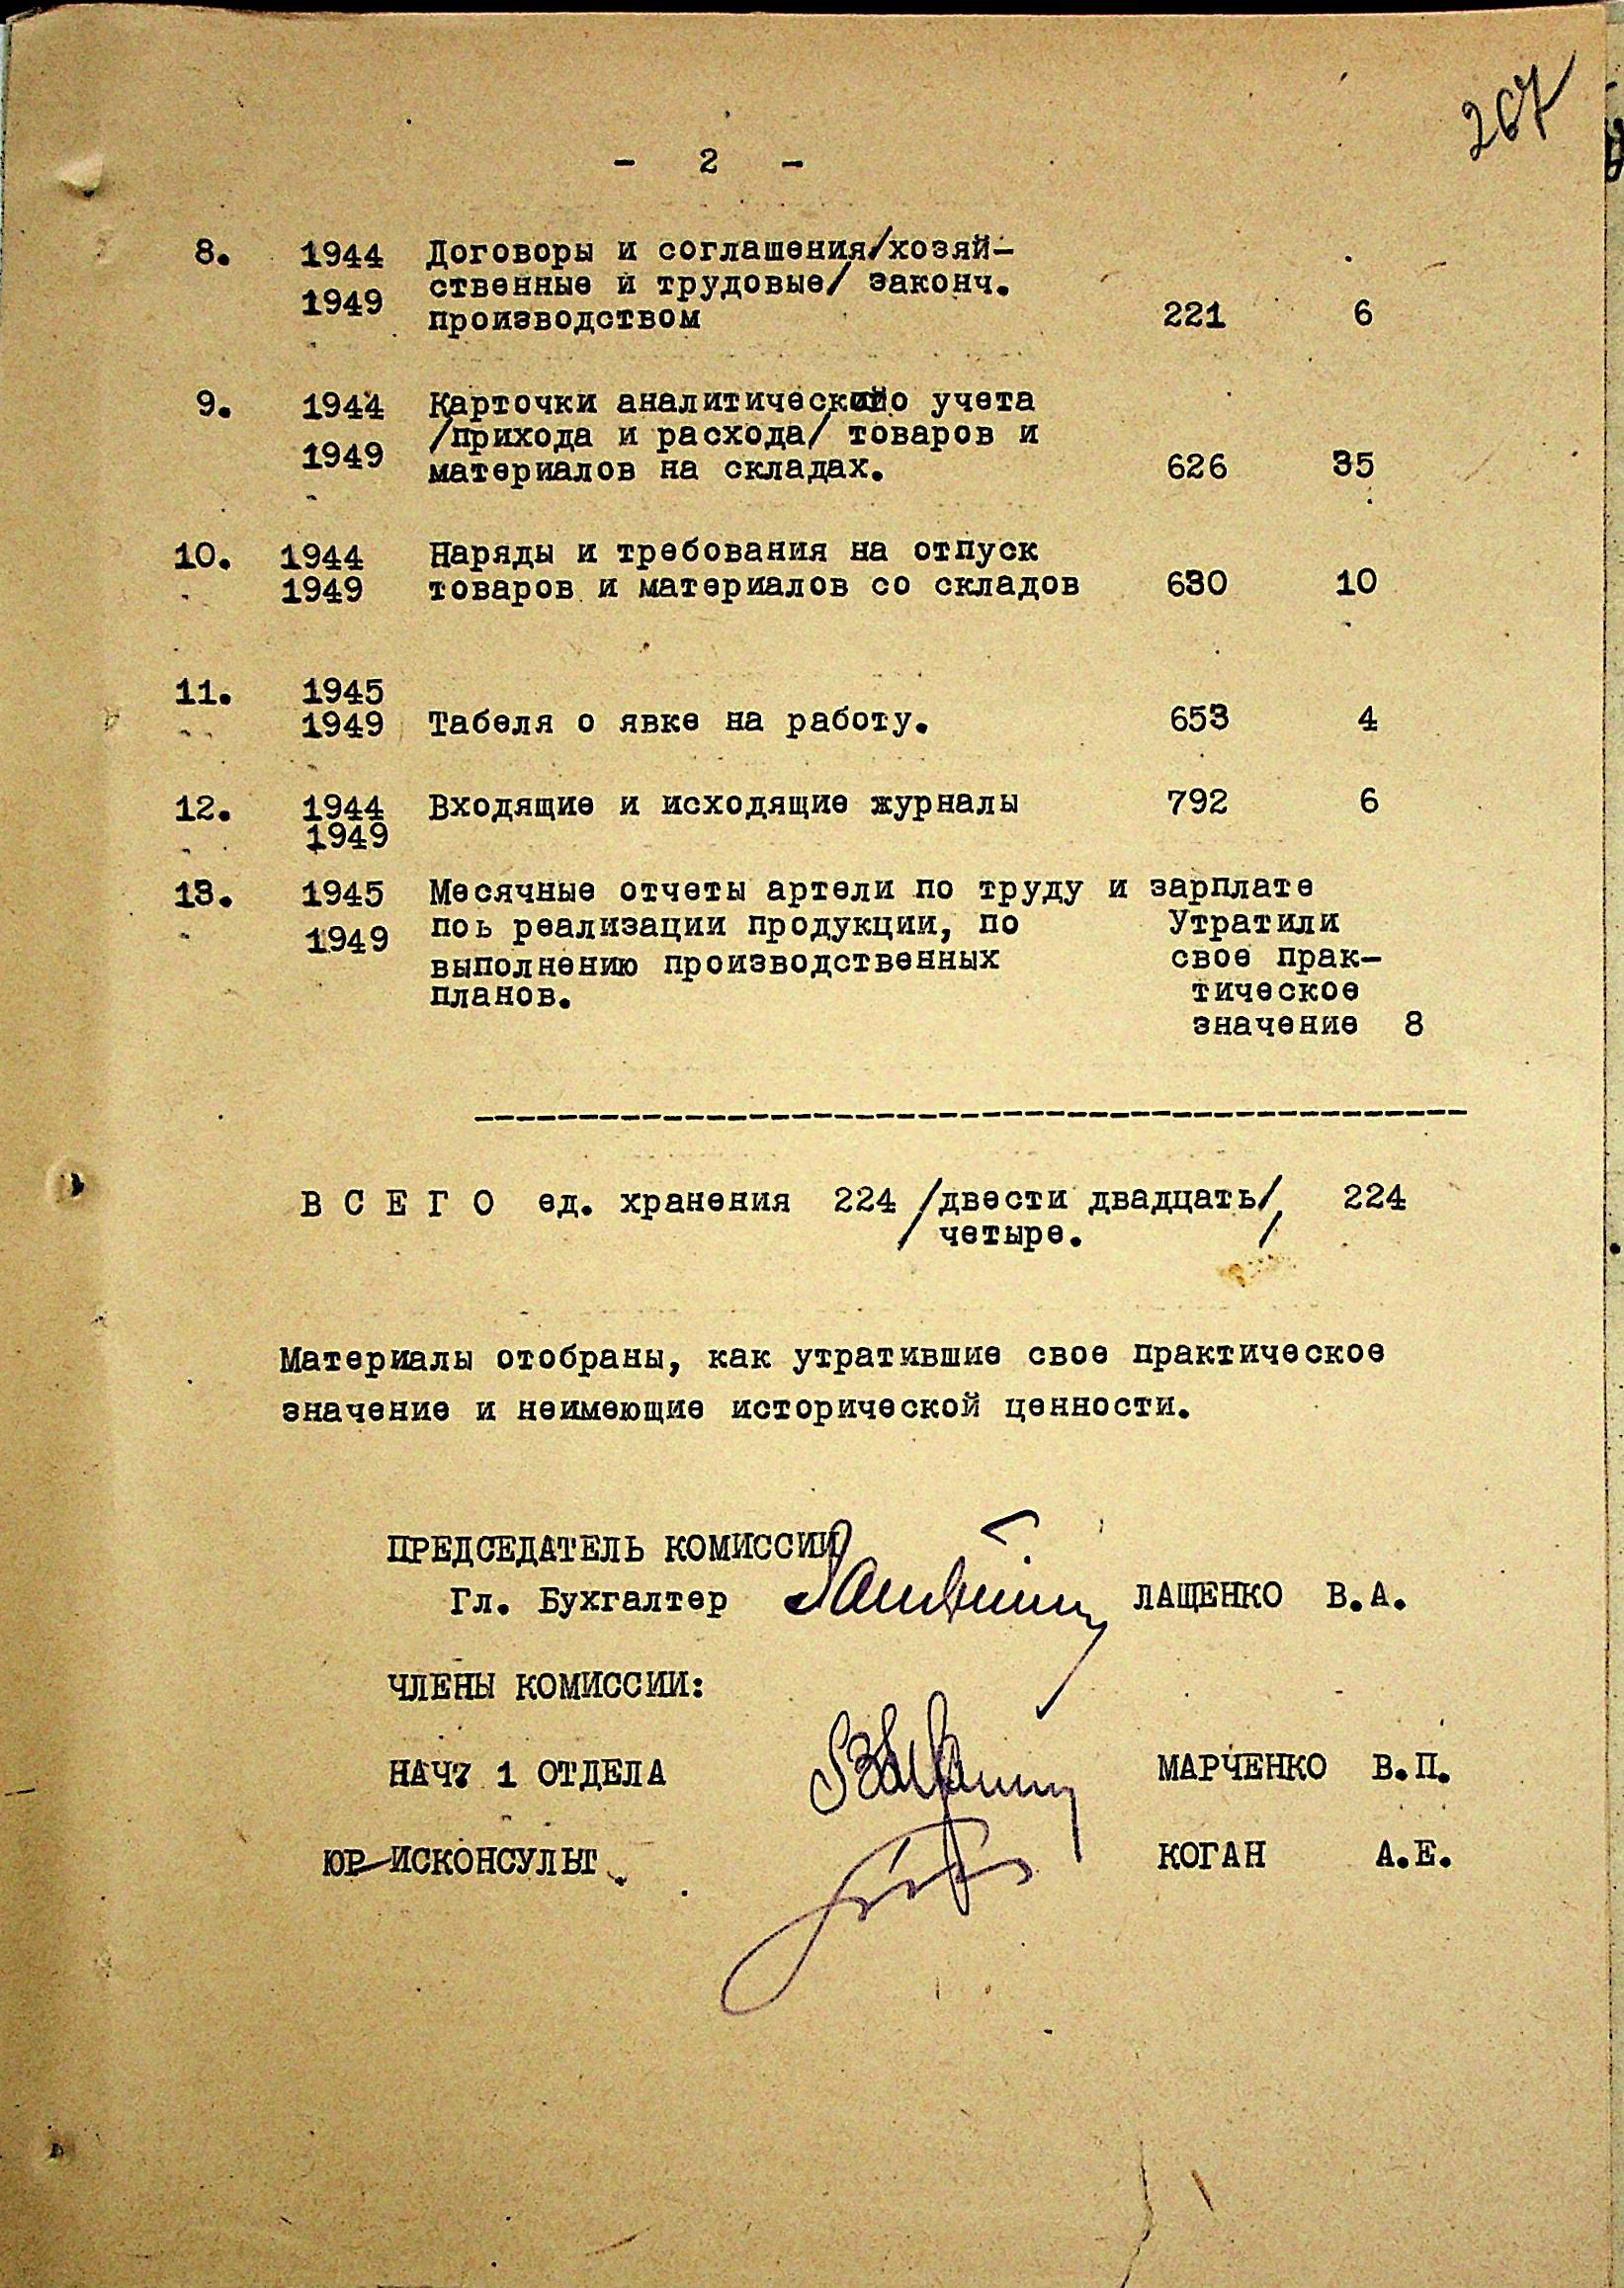 267
- 2 -
8. 1944 Договоры и соглашения/хозяй-
ственные и трудовые/ законч.
1949
производством 221 6
9. 1944 Карточки аналитического учета
/прихода и расхода/ товаров и
1949
материалов на складах. 626 35
10. 1944 Наряды и требования на отпуск
1949 товаров и материалов со складов 630 10
11. 1945
1949 Табеля о явке на работу. 653 4
12. 1944 Входящие и исходящие журналы 792 6
1949
13. 1945 Месячные отчеты артели по труду и зарплате
поь реализации продукции, по Утратили
1949
выполнению производственных свое прак-
планов. тическое
значение 8
В С Е Г О ед. хранения 224 /двести двадцать/ 224
/ четыре. /
Материалы отобраны, как утратившие свое практическое
значение и неимеющие исторической ценности.
ПРЕДСЕДАТЕЛЬ КОМИССИИ
Гл. Бухгалтер ЛАЩЕНКО В.А.
ЧЛЕНЫ КОМИССИИ:
НАЧ7 1 ОТДЕЛА МАРЧЕНКО В.П.
ЮР-ИСКОНСУЛЬТ. КОГАН А.Е.